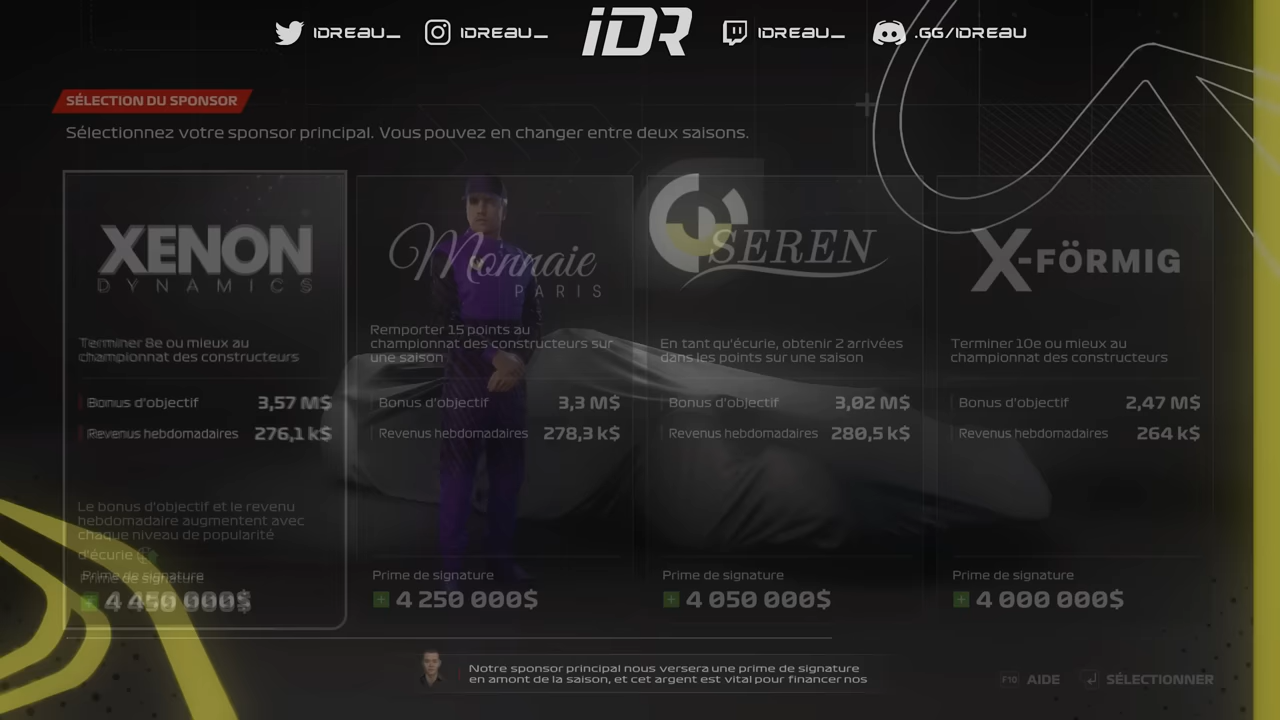 IDREAU_
IDREAU_
IDR
IDREAU_
.GG/IDREAU
SÉLECTION DU SPONSOR
Sélectionnez votre sponsor principal. Vous pouvez en changer entre deux saisons.
XENON
DYNAMICS
Terminer 8e ou mieux au
championnat des constructeurs
Bonus d'objectif 3,57 M$
Revenus hebdomadaires 276,1 k$
Le bonus d'objectif et le revenu
hebdomadaire augmentent avec
chaque niveau de popularité
d'écurie
Prime de signature
4 450 000$
Monnaie
PARIS
Remporter 15 points au
championnat des constructeurs sur
une saison
Bonus d'objectif 3,3 M$
Revenus hebdomadaires 278,3 k$
Prime de signature
4 250 000$
SEREN
En tant qu'écurie, obtenir 2 arrivées
dans les points sur une saison
Bonus d'objectif 3,02 M$
Revenus hebdomadaires 280,5 k$
Prime de signature
4 050 000$
X-FÖRMIG
Terminer 10e ou mieux au
championnat des constructeurs
Bonus d'objectif 2,47 M$
Revenus hebdomadaires 264 k$
Prime de signature
4 000 000$
Notre sponsor principal nous versera une prime de signature
en amont de la saison, et cet argent est vital pour financer nos
F10 AIDE
SÉLECTIONNER